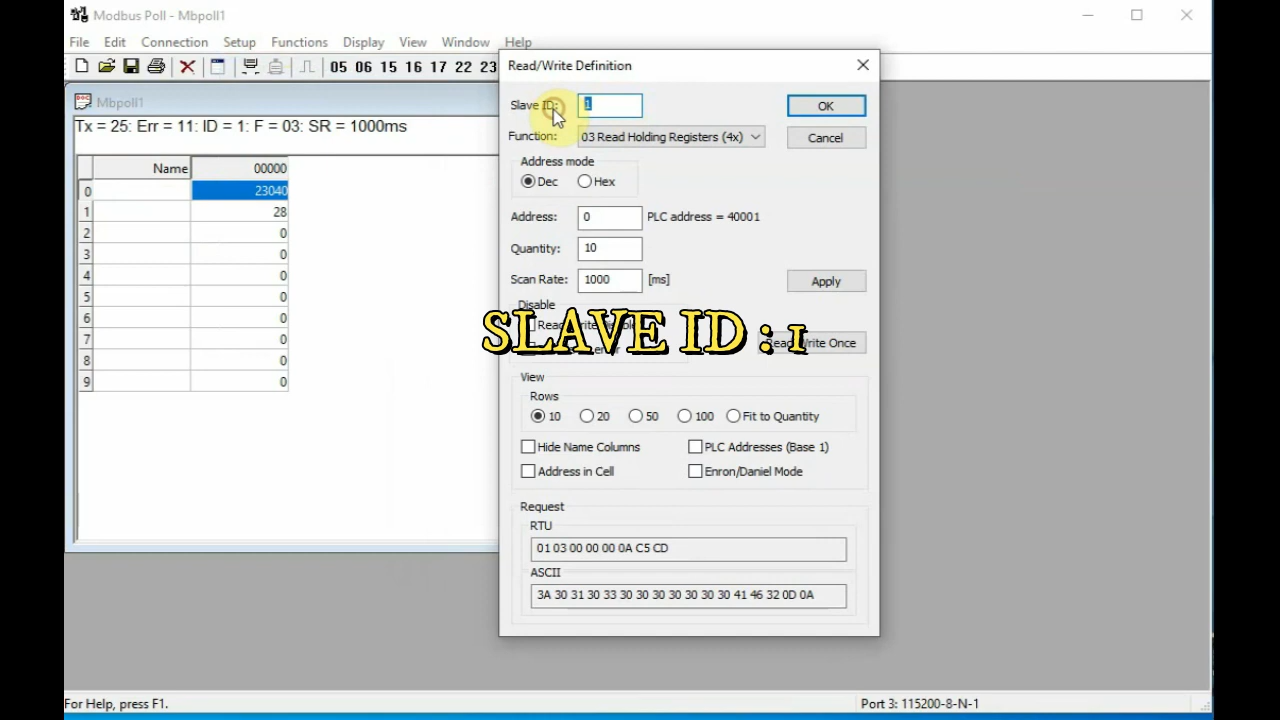 Modbus Poll - Mbpoll1
File Edit Connection Setup Functions Display View Window Help
05 06 15 16 17 22 23
Mbpoll1
Tx = 25: Err = 11: ID = 1: F = 03: SR = 1000ms
Name 00000
0 23040
1 28
2 0
3 0
4 0
5 0
6 0
7 0
8 0
9 0
Read/Write Definition
Slave ID: 1 OK
Function: 03 Read Holding Registers (4x) Cancel
Address mode
Dec Hex
Address: 0 PLC address = 40001
Quantity: 10
Scan Rate: 1000 [ms] Apply
Disable
SLAVE ID : 1
Once
View
Rows
10 20 50 100 Fit to Quantity
Hide Name Columns PLC Addresses (Base 1)
Address in Cell Enron/Daniel Mode
Request
RTU
01 03 00 00 00 0A C5 CD
ASCII
3A 30 31 30 33 30 30 30 30 30 30 30 41 46 32 0D 0A
For Help, press F1. Port 3: 115200-8-N-1